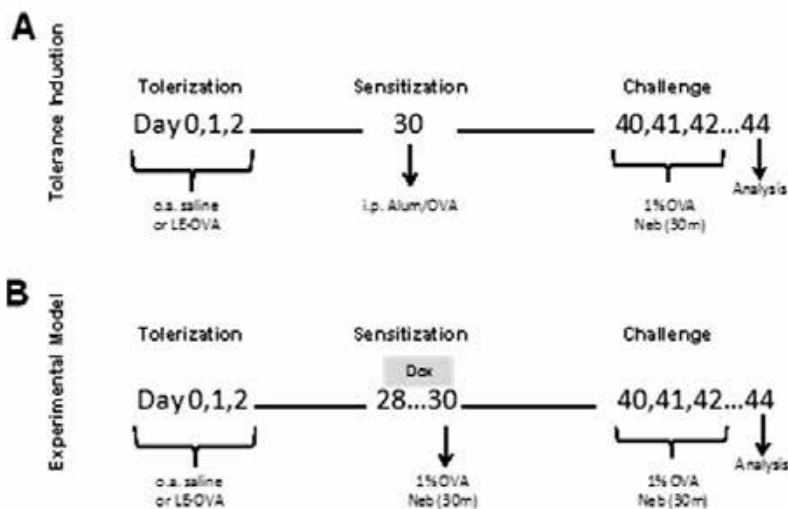 A
Tolerance Induction
Tolerization
Sensitization
Challenge
Day 0,1,2
30
40,41,42...44
o.a. saline
or LE-OVA
i.p. Alum/OVA
1% OVA
Neb (30m)
Analysis
B
Experimental Model
Tolerization
Sensitization
Challenge
Dox
Day 0,1,2
28...30
40,41,42...44
o.a. saline
or LE-OVA
1% OVA
Neb (30m)
1% OVA
Neb (30m)
Analysis